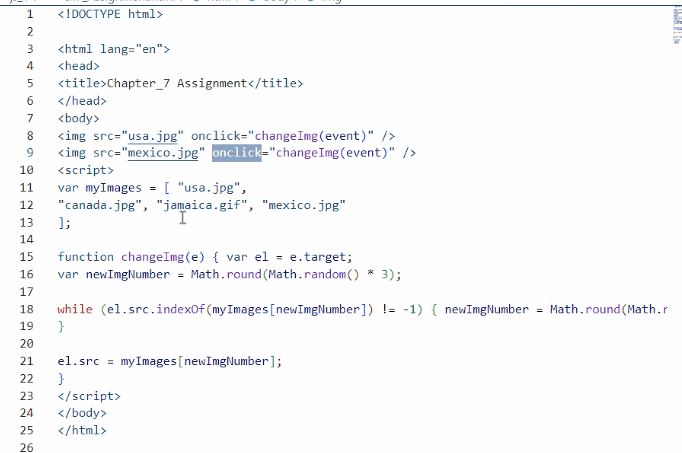 1 <!DOCTYPE html>
2
3 <html lang="en">
4 <head>
5 <title>Chapter_7 Assignment</title>
6 </head>
7 <body>
8 <img src="usa.jpg" onclick="changeImg(event)" />
9 <img src="mexico.jpg" onclick="changeImg(event)" />
10 <script>
11 var myImages = [ "usa.jpg",
12 "canada.jpg", "jamaica.gif", "mexico.jpg"
13 ];
14
15 function changeImg(e) { var el = e.target;
16 var newImgNumber = Math.round(Math.random() * 3);
17
18 while (el.src.indexOf(myImages[newImgNumber]) != -1) { newImgNumber = Math.round(Math.r
19 }
20
21 el.src = myImages[newImgNumber];
22 }
23 </script>
24 </body>
25 </html>
26